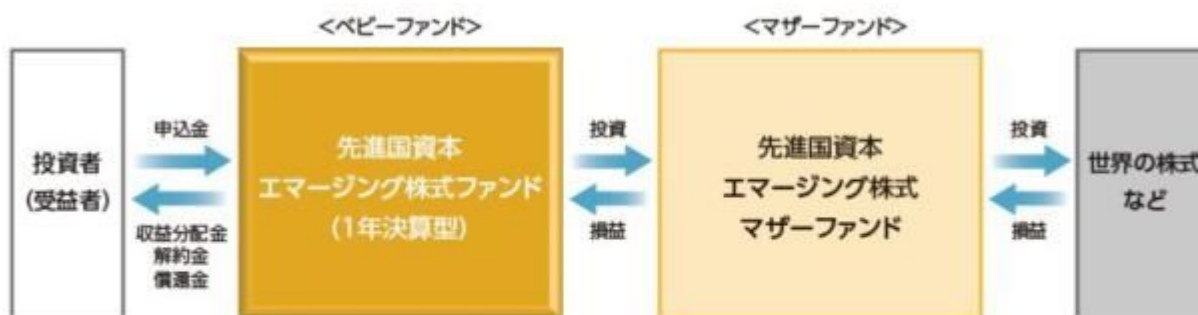 <ベビーファンド>
<マザーファンド>
投資者
(受益者)
申込金
収益分配金
解約金
償還金
先進国資本
エマージング株式ファンド
(1年決算型)
投資
損益
先進国資本
エマージング株式
マザーファンド
投資
損益
世界の株式
など